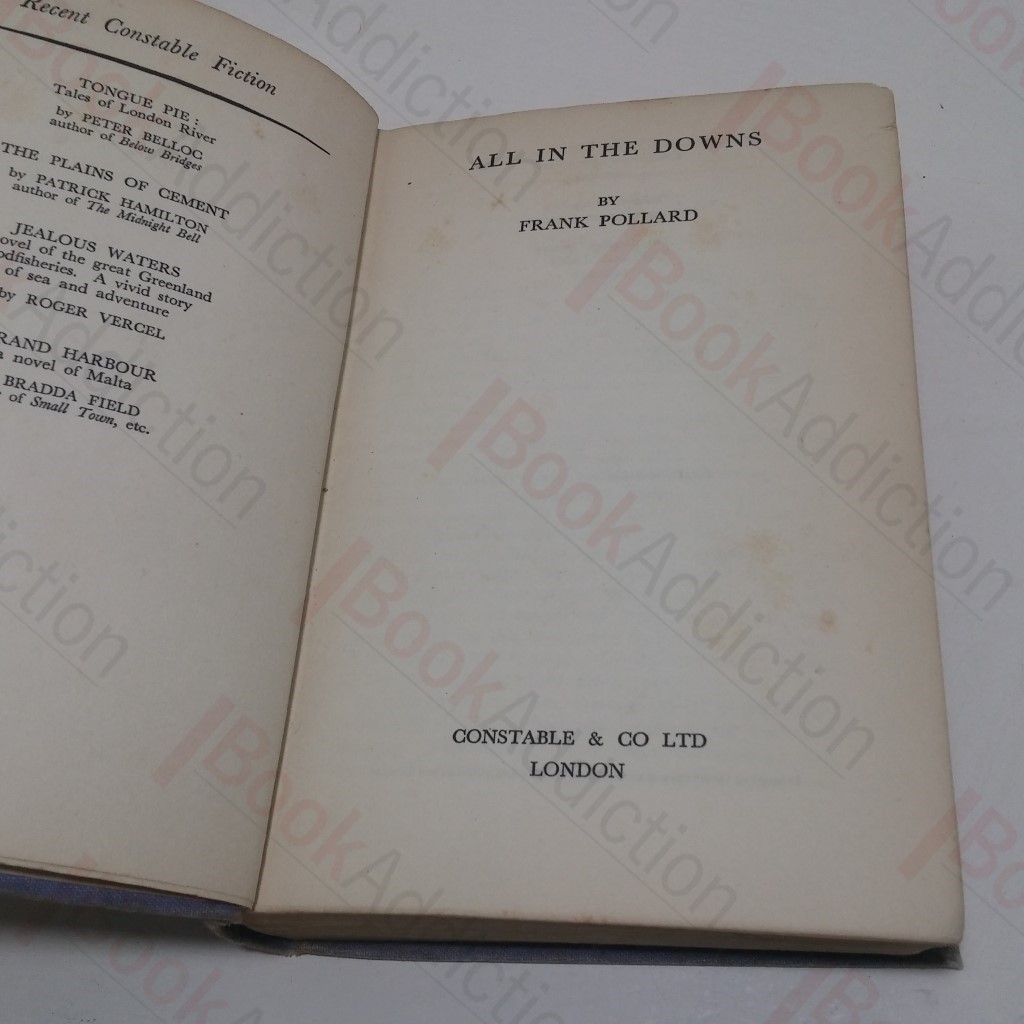 Recent Constable Fiction
TONGUE PIE:
Tales of London River
by PETER BELLOC
author of Below Bridges
THE PLAINS OF CEMENT
by PATRICK HAMILTON
author of The Midnight Bell
JEALOUS WATERS
ovel of the great Greenland
odfisheries. A vivid story
of sea and adventure
by ROGER VERCEL
RAND HARBOUR
a novel of Malta
BRADDA FIELD
of Small Town, etc.
ALL IN THE DOWNS
BY
FRANK POLLARD
CONSTABLE & CO LTD
LONDON
BookAddiction